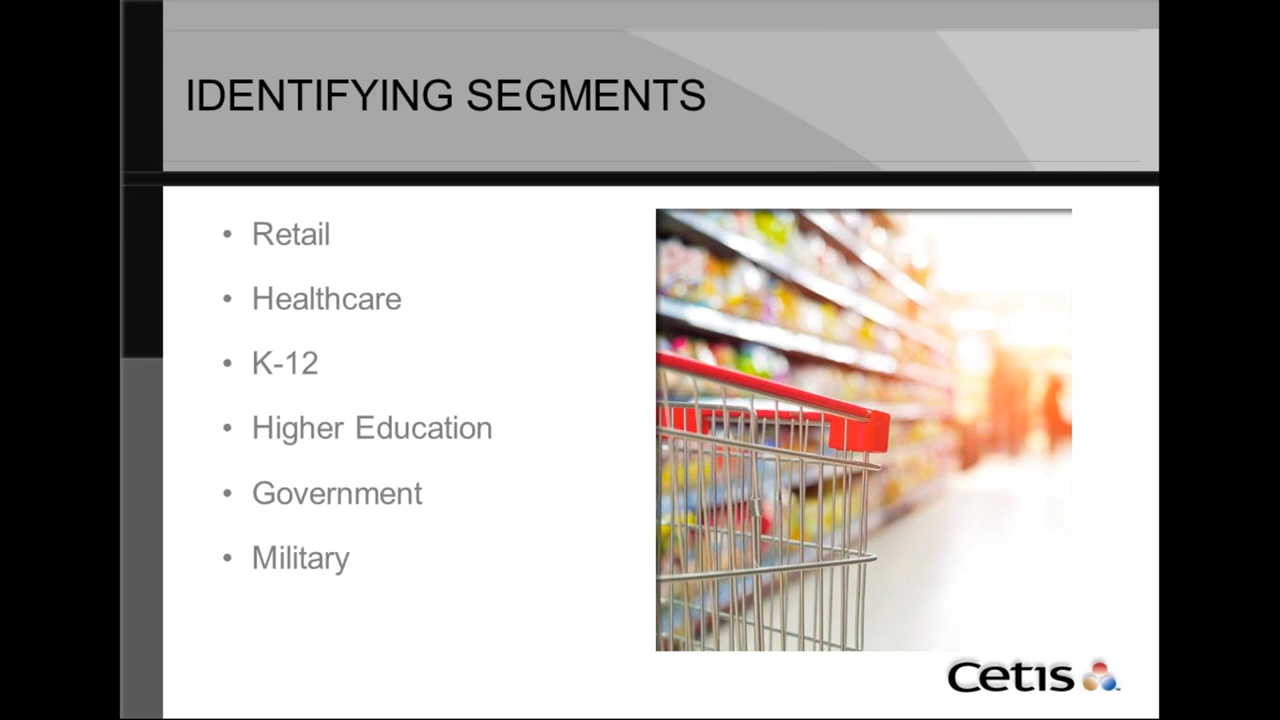 IDENTIFYING SEGMENTS
• Retail
• Healthcare
• K-12
• Higher Education
• Government
• Military
Cetis